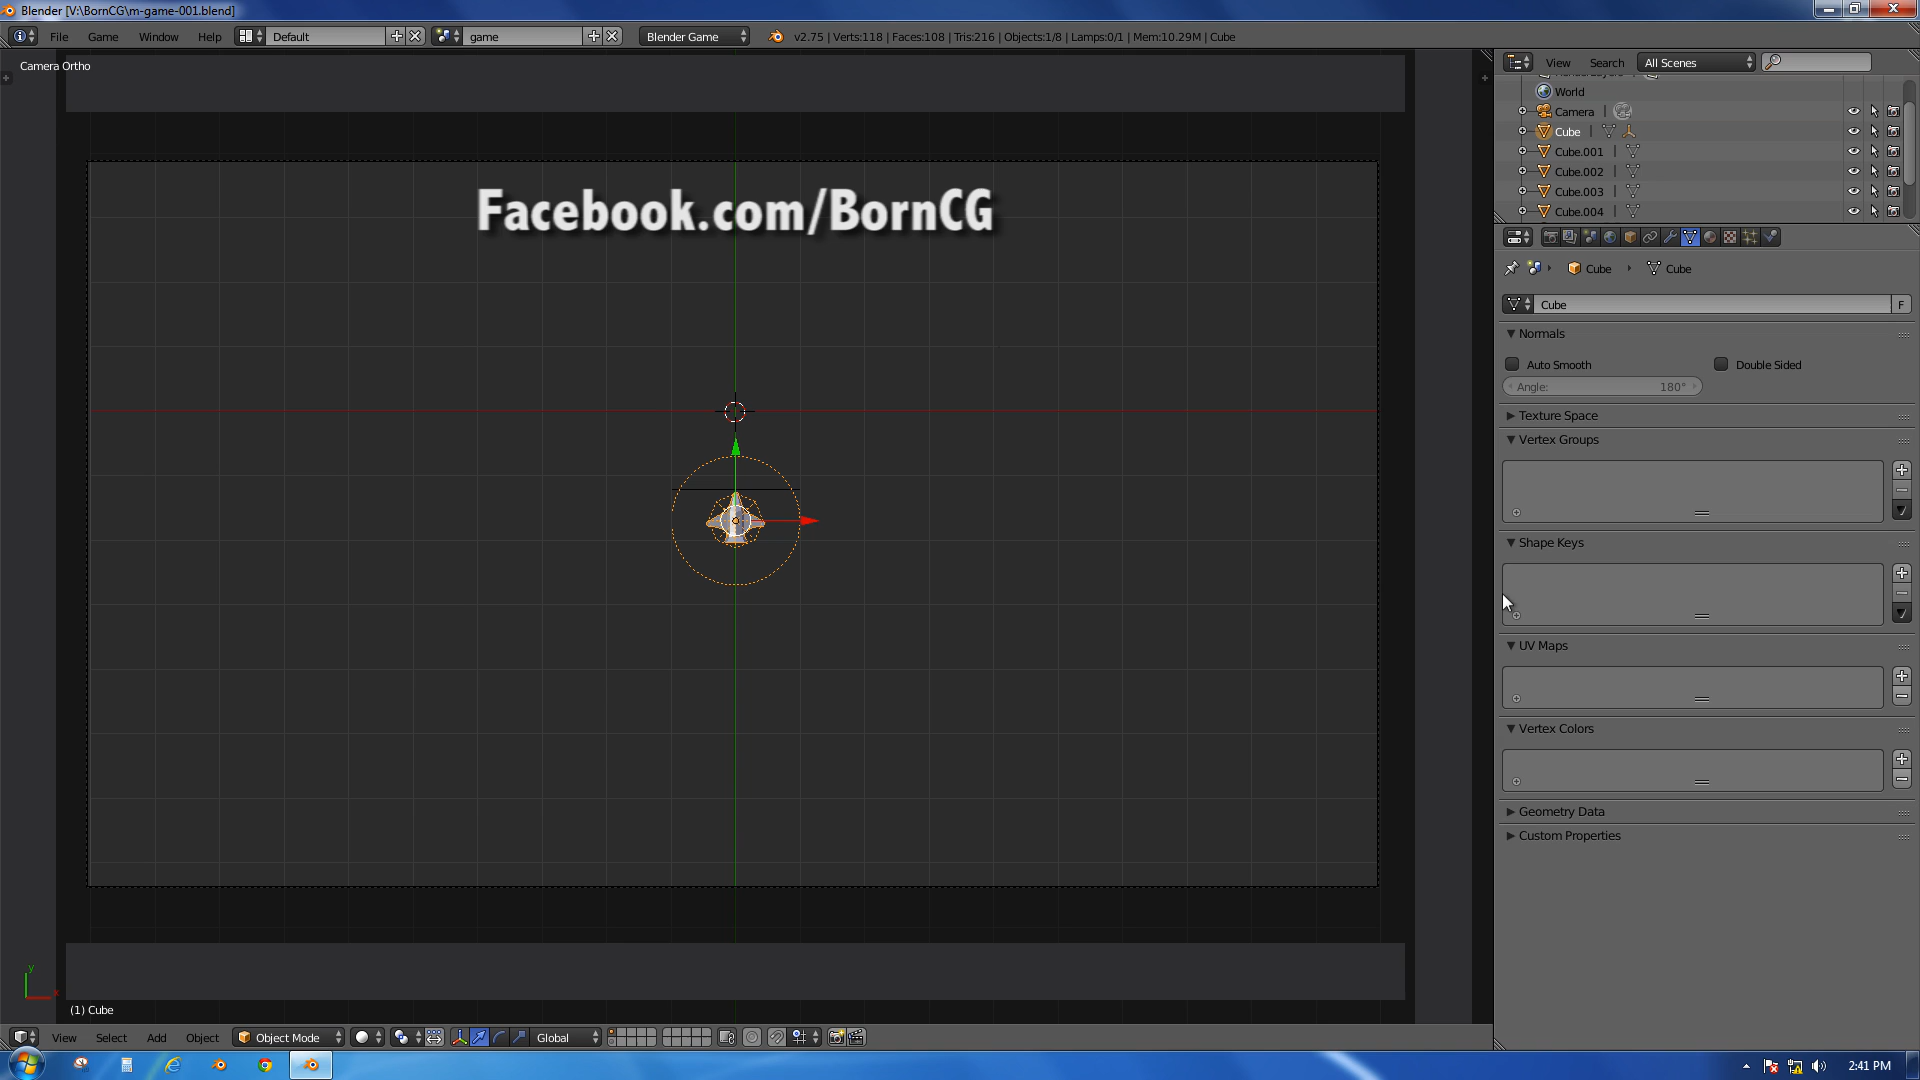 Blender [V:\BornCG\m-game-001.blend]
File Game Window Help Default game Blender Game v2.75 | Verts:118 | Faces:108 | Tris:216 | Objects:1/8 | Lamps:0/1 | Mem:10.29M | Cube
Camera Ortho
Facebook.com/BornCG
(1) Cube
y
x
View Select Add Object Object Mode Global
View Search All Scenes
World
Camera
Cube
Cube.001
Cube.002
Cube.003
Cube.004
Cube Cube
Cube F
Normals
Auto Smooth Double Sided
Angle: 180°
Texture Space
Vertex Groups
Shape Keys
UV Maps
Vertex Colors
Geometry Data
Custom Properties
2:41 PM